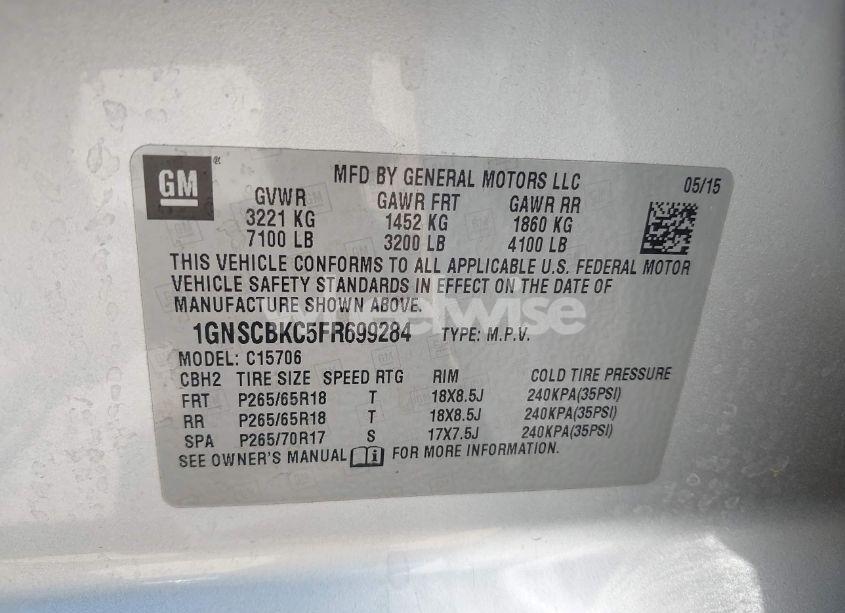 GM ®
MFD BY GENERAL MOTORS LLC 05/15
GVWR GAWR FRT GAWR RR
3221 KG 1452 KG 1860 KG
7100 LB 3200 LB 4100 LB
THIS VEHICLE CONFORMS TO ALL APPLICABLE U.S. FEDERAL MOTOR
VEHICLE SAFETY STANDARDS IN EFFECT ON THE DATE OF
MANUFACTURE SHOWN ABOVE.
wheelwise
1GNSCBKC5FR699284 TYPE: M.P.V.
MODEL: C15706
CBH2 TIRE SIZE SPEED RTG RIM COLD TIRE PRESSURE
FRT P265/65R18 T 18X8.5J 240KPA(35PSI)
RR P265/65R18 T 18X8.5J 240KPA(35PSI)
SPA P265/70R17 S 17X7.5J 240KPA(35PSI)
SEE OWNER'S MANUAL i FOR MORE INFORMATION.